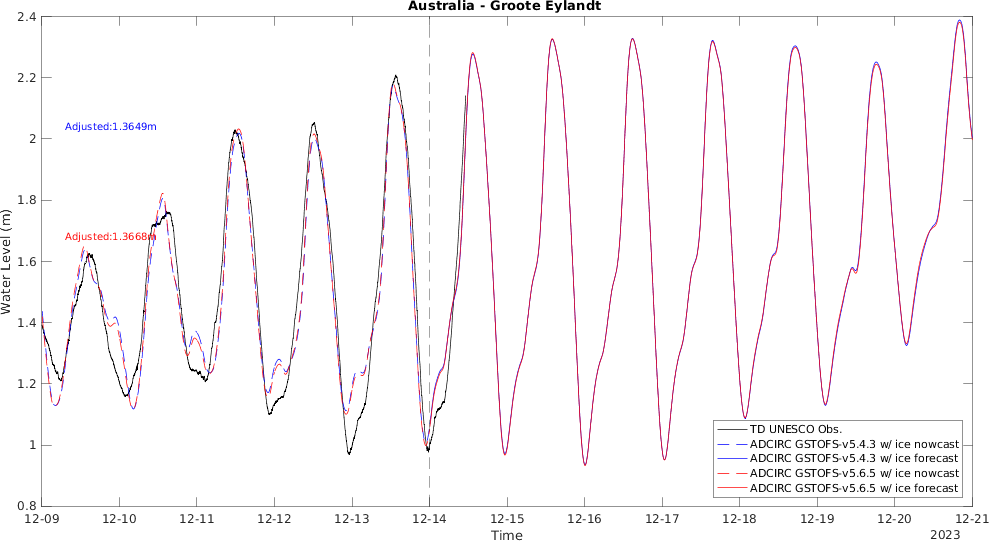 Australia - Groote Eylandt
2.4
2.2
2
1.8
1.6
1.4
1.2
1
0.8
Water Level (m)
Adjusted:1.3649m
Adjusted:1.3668m
TD UNESCO Obs.
ADCIRC GSTOFS-v5.4.3 w/ ice nowcast
ADCIRC GSTOFS-v5.4.3 w/ ice forecast
ADCIRC GSTOFS-v5.6.5 w/ ice nowcast
ADCIRC GSTOFS-v5.6.5 w/ ice forecast
12-09 12-10 12-11 12-12 12-13 12-14 12-15 12-16 12-17 12-18 12-19 12-20 12-21
Time
2023